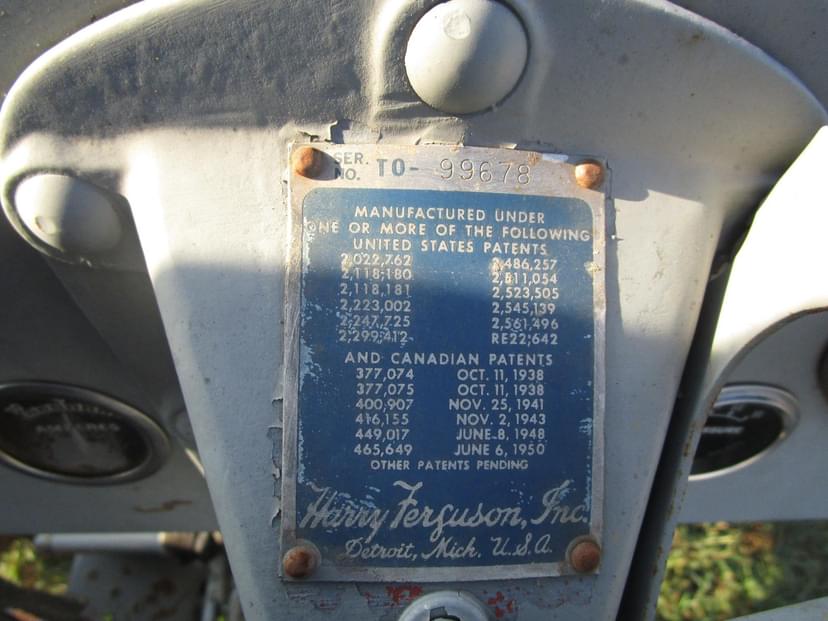 SER. NO. TO- 99678
MANUFACTURED UNDER
ONE OR MORE OF THE FOLLOWING
UNITED STATES PATENTS
2,022,762 2,486,257
2,118,180 2,511,054
2,118,181 2,523,505
2,223,002 2,545,139
2,247,725 2,561,496
2,299,412 RE22,642
AND CANADIAN PATENTS
377,074 OCT. 11, 1938
377,075 OCT. 11, 1938
400,907 NOV. 25, 1941
416,155 NOV. 2, 1943
449,017 JUNE 8, 1948
465,649 JUNE 6, 1950
OTHER PATENTS PENDING
Harry Ferguson, Inc.
Detroit, Mich. U.S.A.
AMPERES